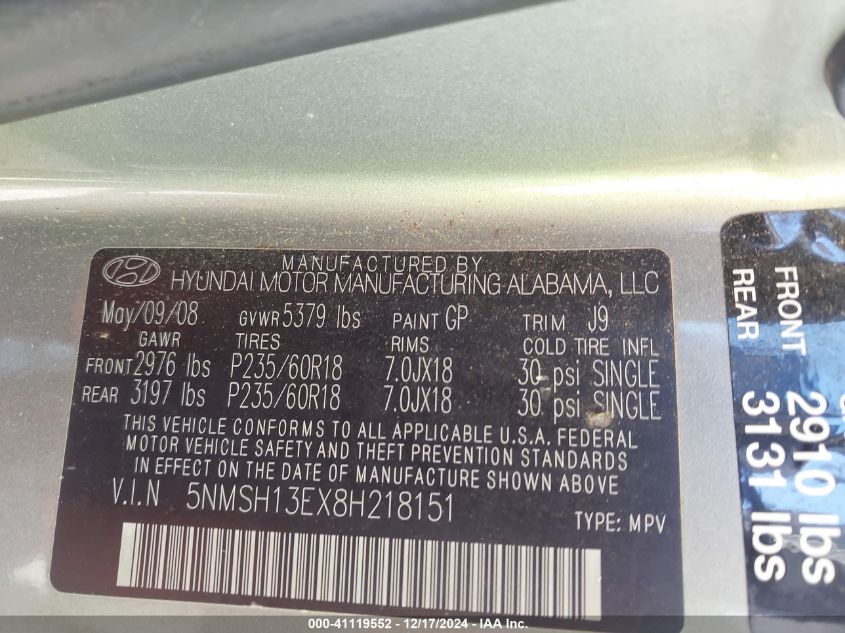 MANUFACTURED BY
HYUNDAI MOTOR MANUFACTURING ALABAMA, LLC
May/09/08 GVWR 5379 lbs PAINT GP TRIM J9
GAWR TIRES RIMS COLD TIRE INFL
FRONT 2976 lbs P235/60R18 7.0JX18 30 psi SINGLE
REAR 3197 lbs P235/60R18 7.0JX18 30 psi SINGLE
THIS VEHICLE CONFORMS TO ALL APPLICABLE U.S.A. FEDERAL
MOTOR VEHICLE SAFETY AND THEFT PREVENTION STANDARDS
IN EFFECT ON THE DATE OF MANUFACTURE SHOWN ABOVE
V.I.N 5NMSH13EX8H218151
TYPE: MPV
FRONT 2910 lbs
REAR 3131 lbs
000-41119552 - 12/17/2024 - IAA Inc.